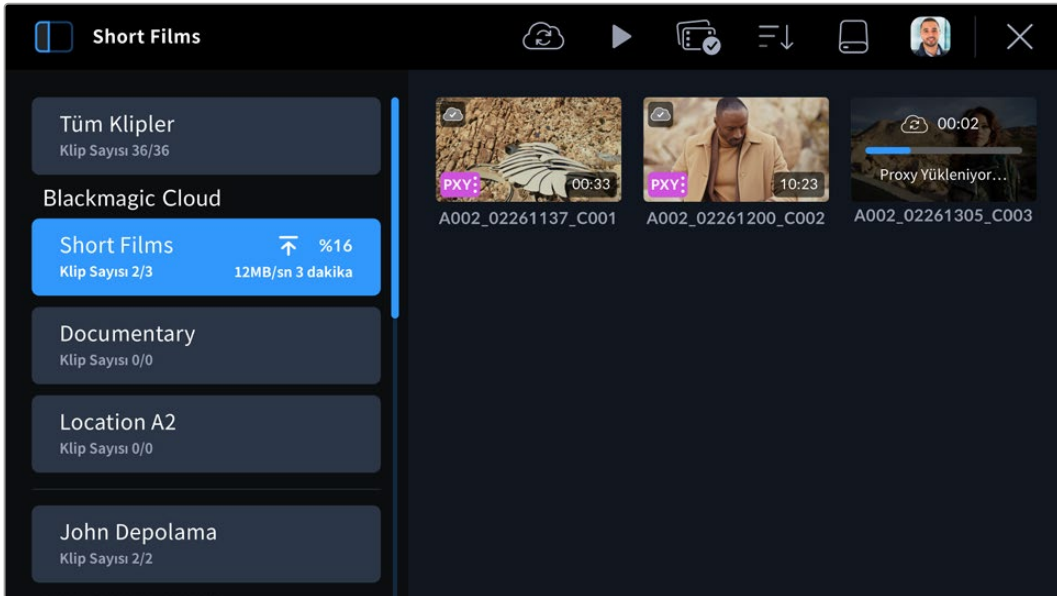 Short Films
Tüm Klipler
Klip Sayısı 36/36
Blackmagic Cloud
Short Films %16
Klip Sayısı 2/3 12MB/sn 3 dakika
Documentary
Klip Sayısı 0/0
Location A2
Klip Sayısı 0/0
John Depolama
Klip Sayısı 2/2
PXY 00:33
A002_02261137_C001
PXY 10:23
A002_02261200_C002
00:02
Proxy Yükleniyor...
A002_02261305_C003